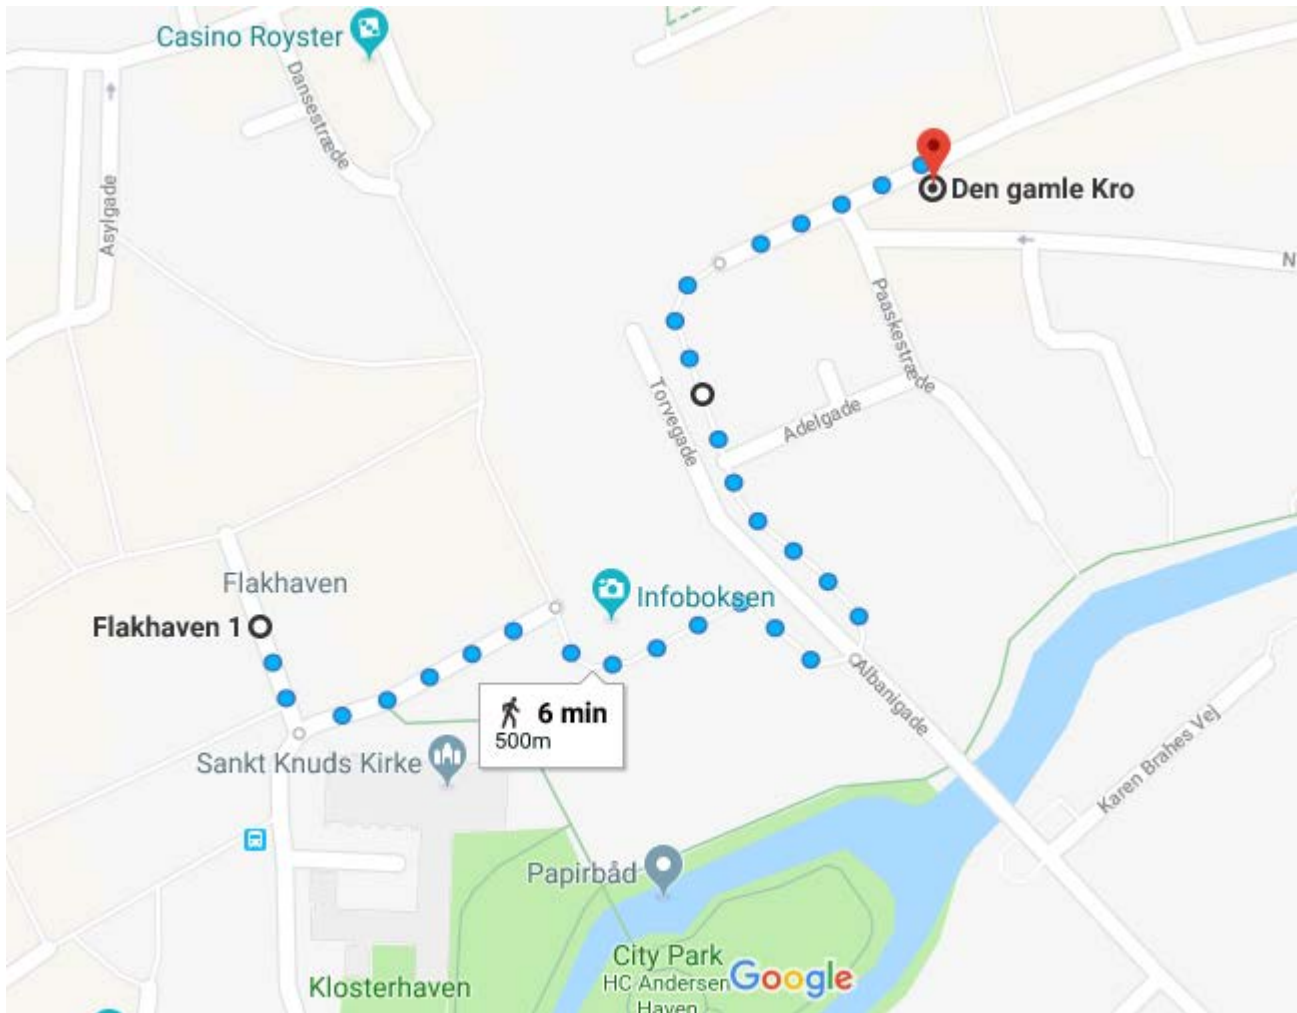 Casino Royster
Dansestræde
Asylgade
Den gamle Kro
N
Paaskestræde
Torvegade
Adelgade
Flakhaven
Infoboksen
Flakhaven 1
6 min
500m
Albanigade
Sankt Knuds Kirke
Karen Brahes Vej
Papirbåd
City Park
HC Andersen
Haven
Google
Klosterhaven